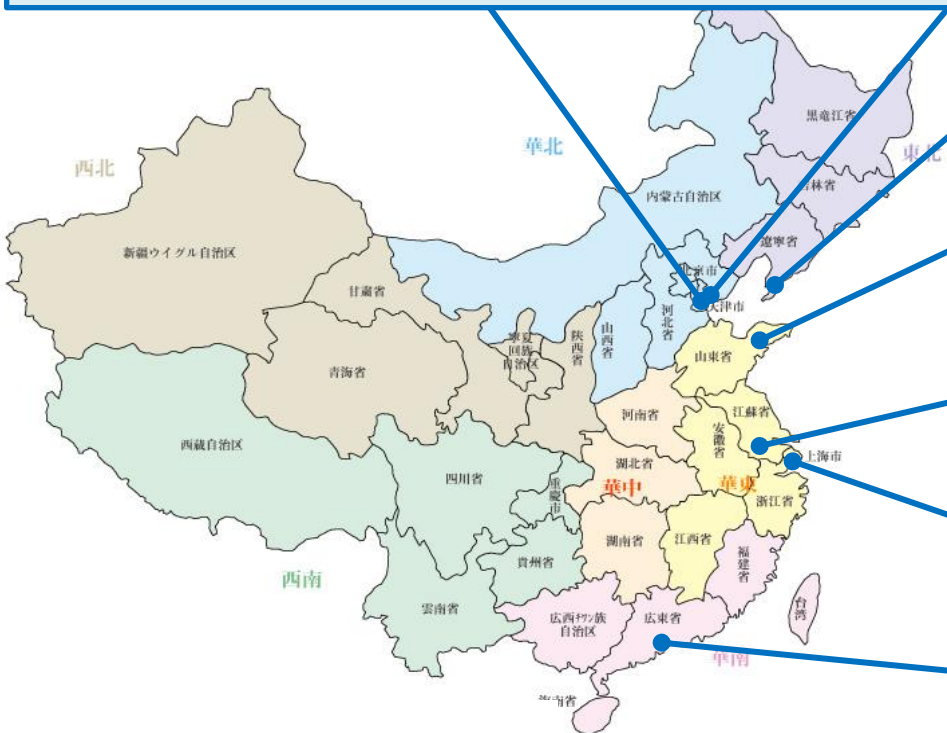 黒竜江省
華北
東北
西北
吉林省
内蒙古自治区
遼寧省
新疆ウイグル自治区
北京市
甘粛省
天津市
河北省
山西省
陝西省
寧夏
回族
自治区
山東省
青海省
河南省
江蘇省
安徽省
西蔵自治区
上海市
四川省
湖北省
重慶市
華中
華東
浙江省
湖南省
江西省
福建省
貴州省
西南
雲南省
広西チワン族
自治区
広東省
台湾
華南
海南省